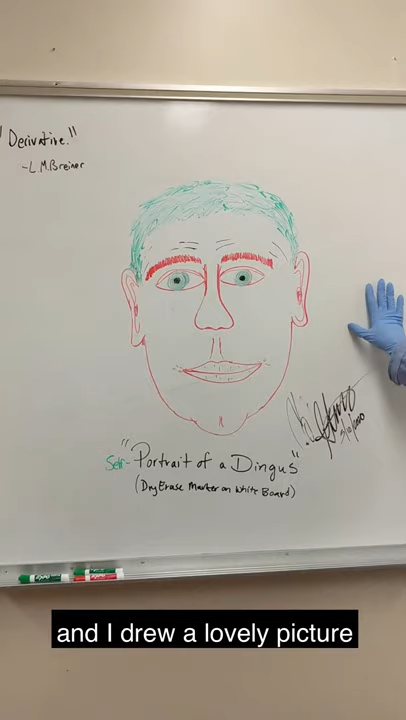 "Derivative."
-L.M.Breiner
Self-"Portrait of a Dingus"
(Dry Erase Marker on White Board)
and I drew a lovely picture